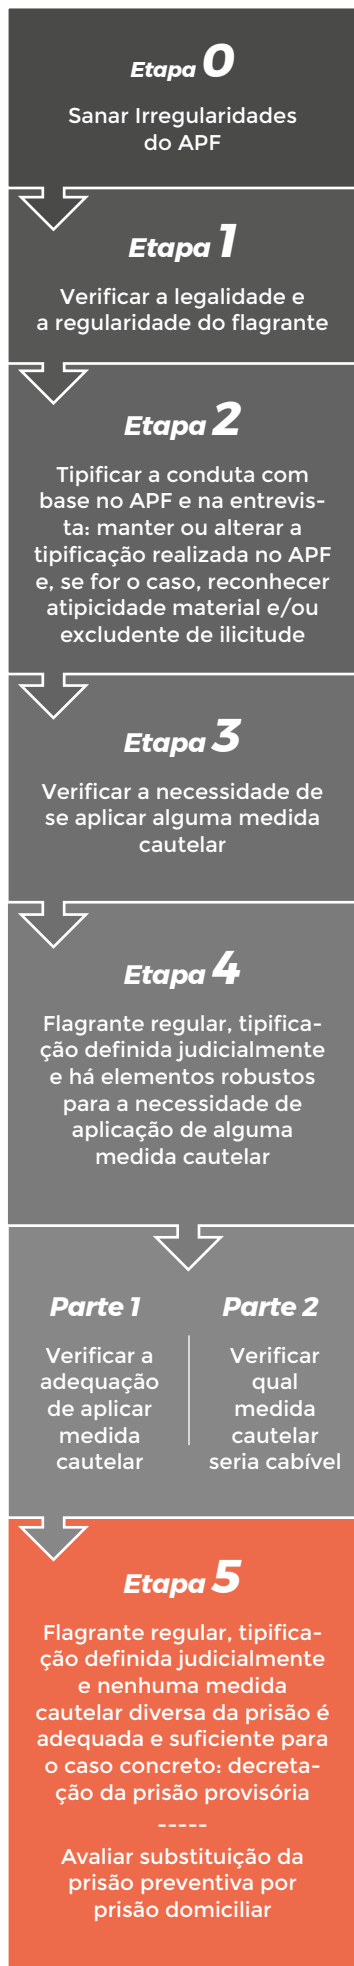 Etapa 0
Sanar Irregularidades
do APF
Etapa 1
Verificar a legalidade e
a regularidade do flagrante
Etapa 2
Tipificar a conduta com
base no APF e na entrevis-
ta: manter ou alterar a
tipificação realizada no APF
e, se for o caso, reconhecer
atipicidade material e/ou
excludente de ilicitude
Etapa 3
Verificar a necessidade de
se aplicar alguma medida
cautelar
Etapa 4
Flagrante regular, tipifica-
ção definida judicialmente
e há elementos robustos
para a necessidade de
aplicação de alguma
medida cautelar
Parte 1
Verificar a
adequação
de aplicar
medida
cautelar
Parte 2
Verificar
qual
medida
cautelar
seria cabível
Etapa 5
Flagrante regular, tipifica-
ção definida judicialmente
e nenhuma medida
cautelar diversa da prisão é
adequada e suficiente para
o caso concreto: decreta-
ção da prisão provisória
-----
Avaliar substituição da
prisão preventiva por
prisão domiciliar